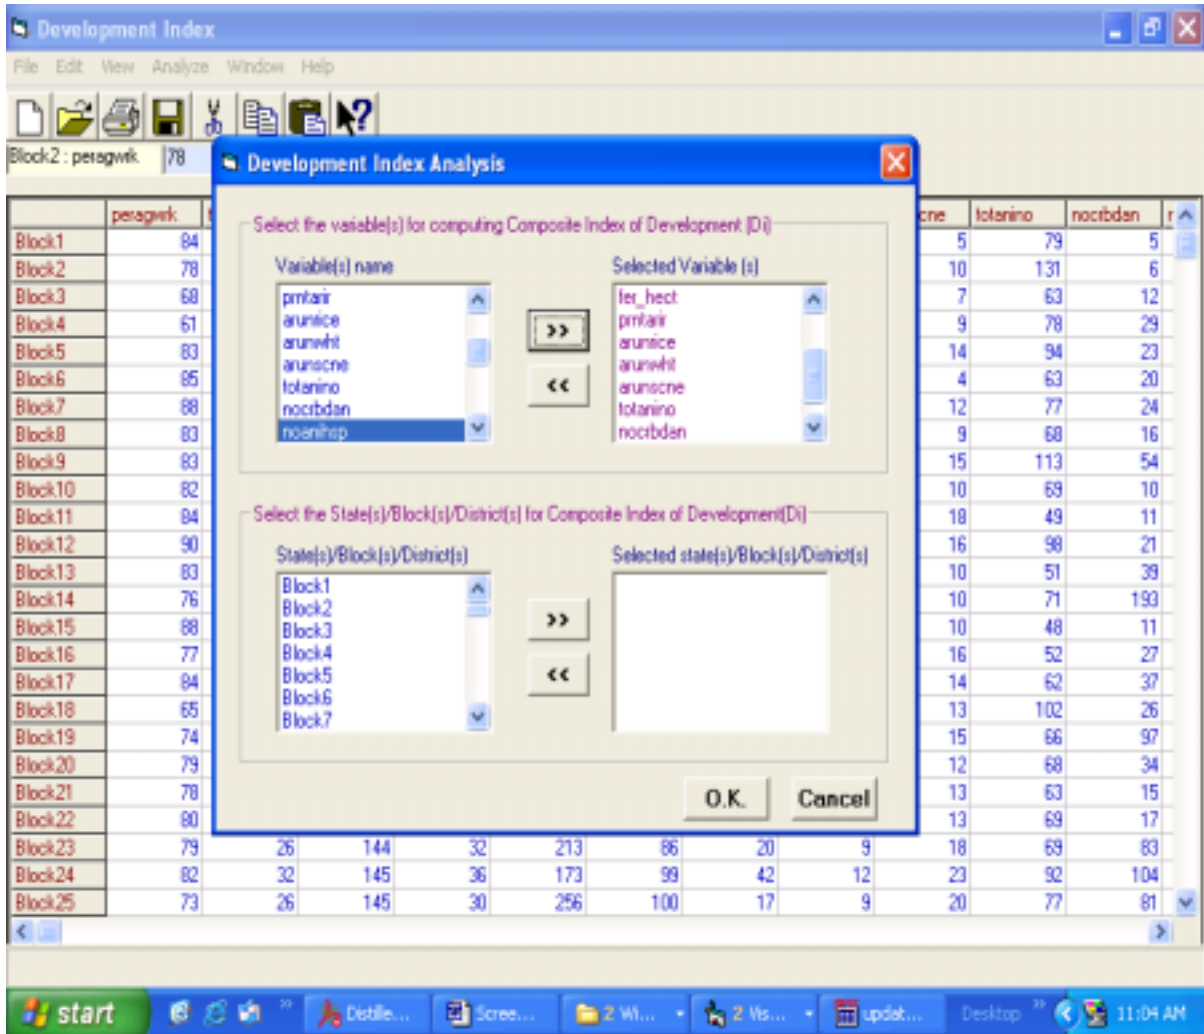 Development Index
File Edit View Analyze Window Help
Block2 : peragwrk 78
Development Index Analysis
Select the variable(s) for computing Composite Index of Development (Di)
Variable(s) name
prntarir
arunrice
arunwht
arunscne
totanino
nocrbdan
noanihsp
>>
<<
Selected Variable (s)
fer_hect
prntarir
arunrice
arunwht
arunscne
totanino
nocrbdan
Select the State(s)/Block(s)/District(s) for Composite Index of Development(Di)
State(s)/Block(s)/District(s)
Block1
Block2
Block3
Block4
Block5
Block6
Block7
>>
<<
Selected state(s)/Block(s)/District(s)
O.K. Cancel
peragwrk cne totanino nocrbdan
Block1 84 5 79 5
Block2 78 10 131 6
Block3 68 7 63 12
Block4 61 9 78 29
Block5 83 14 94 23
Block6 85 4 63 20
Block7 88 12 77 24
Block8 83 9 68 16
Block9 83 15 113 54
Block10 82 10 69 10
Block11 84 18 49 11
Block12 90 16 98 21
Block13 83 10 51 39
Block14 76 10 71 193
Block15 88 10 48 11
Block16 77 16 52 27
Block17 84 14 62 37
Block18 65 13 102 26
Block19 74 15 66 97
Block20 79 12 68 34
Block21 78 13 63 15
Block22 80 13 69 17
Block23 79 26 144 32 213 86 20 9 18 69 83
Block24 82 32 145 36 173 99 42 12 23 92 104
Block25 73 26 145 30 256 100 17 9 20 77 81
start Distille... Scree... 2 Wi... 2 Vis... updat... Desktop 11:04 AM